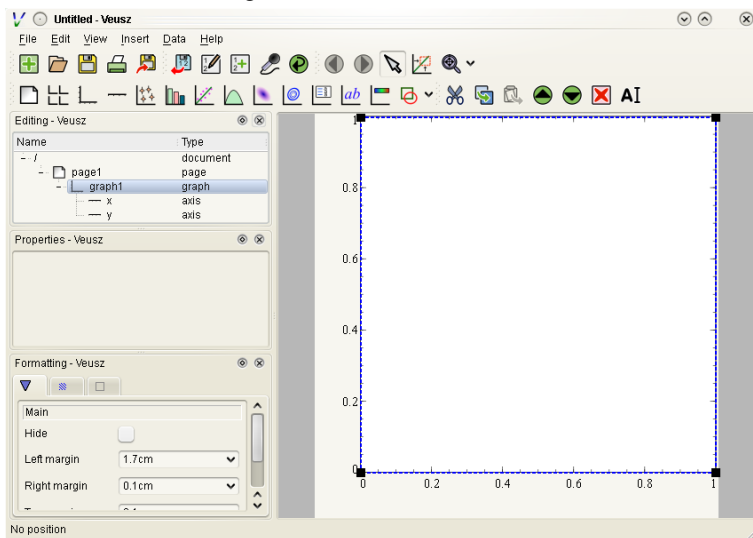 Untitled - Veusz
File Edit View Insert Data Help
ab
AI
Editing - Veusz
Name Type
/ document
page1 page
graph1 graph
x axis
y axis
Properties - Veusz
Formatting - Veusz
Main
Hide
Left margin 1.7cm
Right margin 0.1cm
No position
1
0.8
0.6
0.4
0.2
0
0 0.2 0.4 0.6 0.8 1